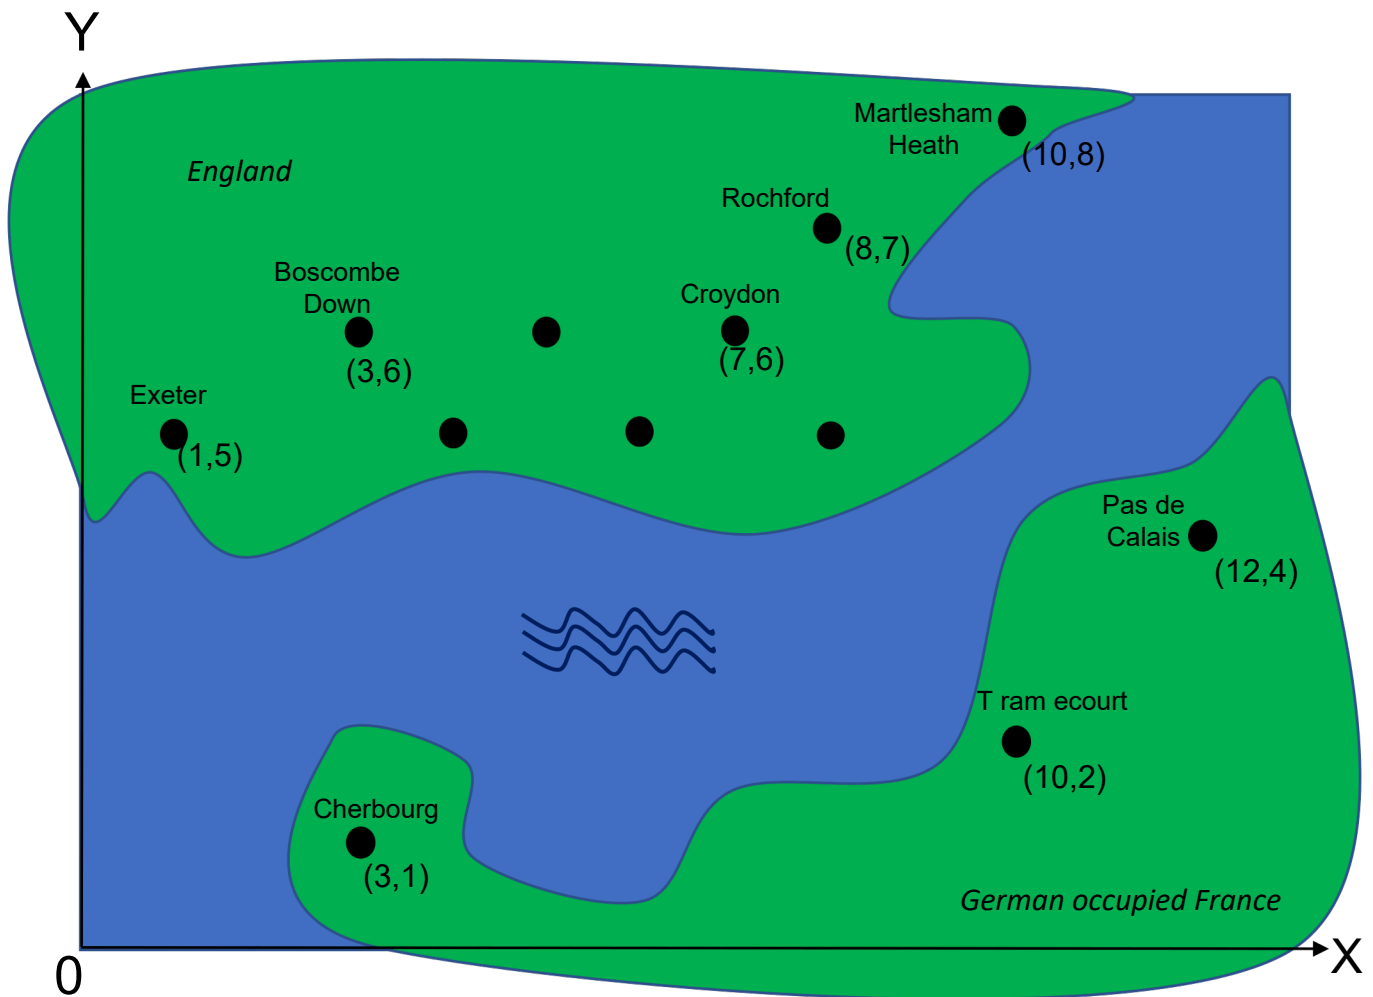 Y
Martlesham
Heath
(10,8)
England
Rochford
(8,7)
Boscombe
Down
(3,6)
Croydon
(7,6)
Exeter
(1,5)
Pas de
Calais
(12,4)
T ram ecourt
(10,2)
Cherbourg
(3,1)
German occupied France
0
X